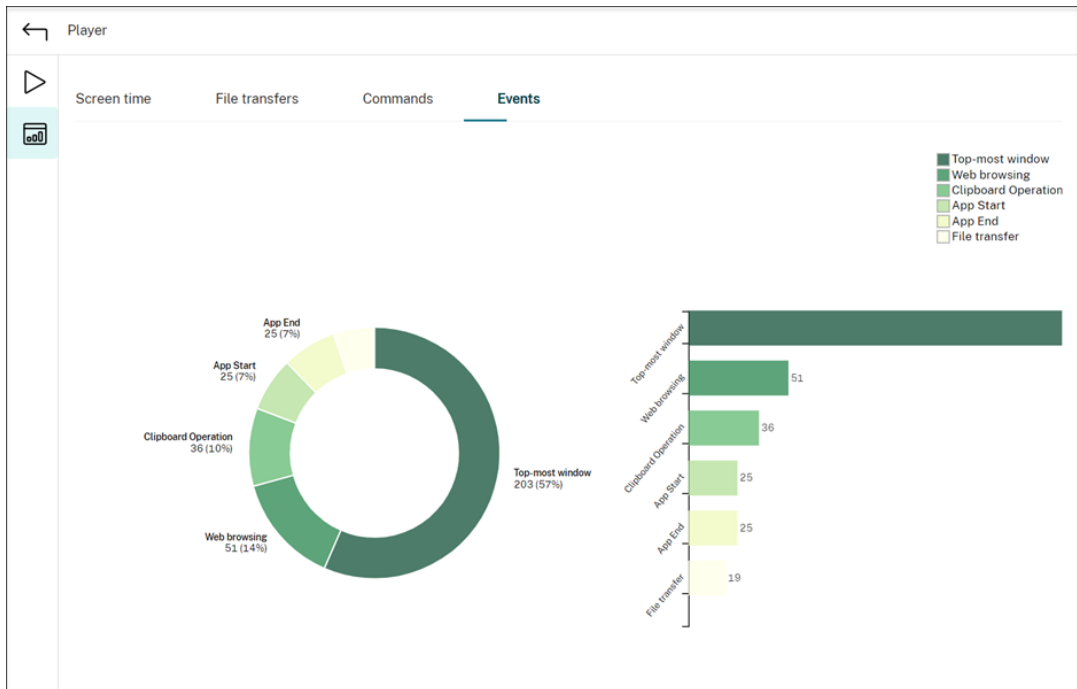 Player
Screen time
File transfers
Commands
Events
Top-most window
Web browsing
Clipboard Operation
App Start
App End
File transfer
App End
25 (7%)
App Start
25 (7%)
Clipboard Operation
36 (10%)
Web browsing
51 (14%)
Top-most window
203 (57%)
Top-most window
Web browsing
51
Clipboard Operation
36
App Start
25
App End
25
File transfer
19